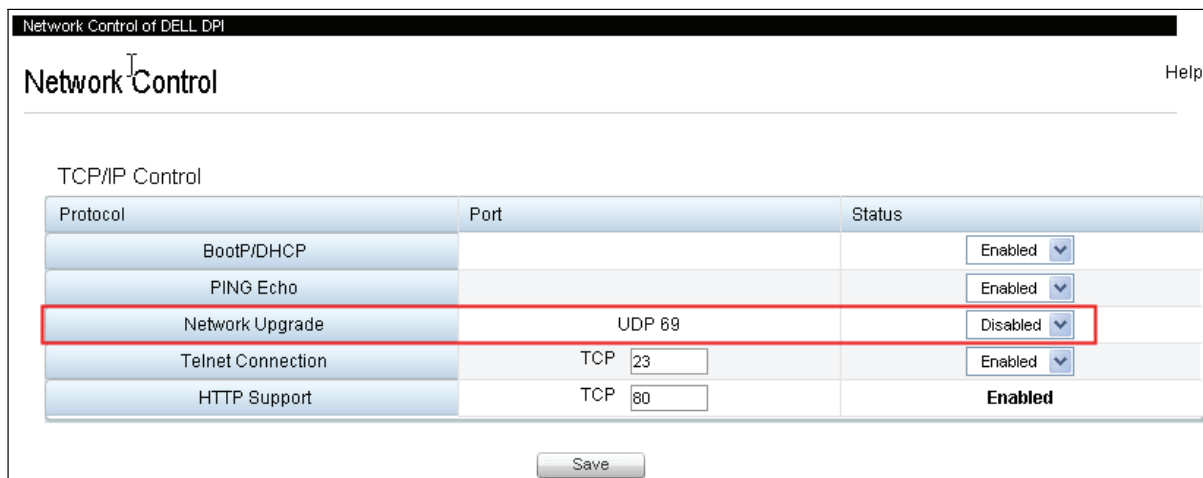 Network Control of DELL DPI
Network Control
Help
TCP/IP Control
Protocol Port Status
BootP/DHCP Enabled
PING Echo Enabled
Network Upgrade UDP 69 Disabled
Telnet Connection TCP 23 Enabled
HTTP Support TCP 80 Enabled
Save